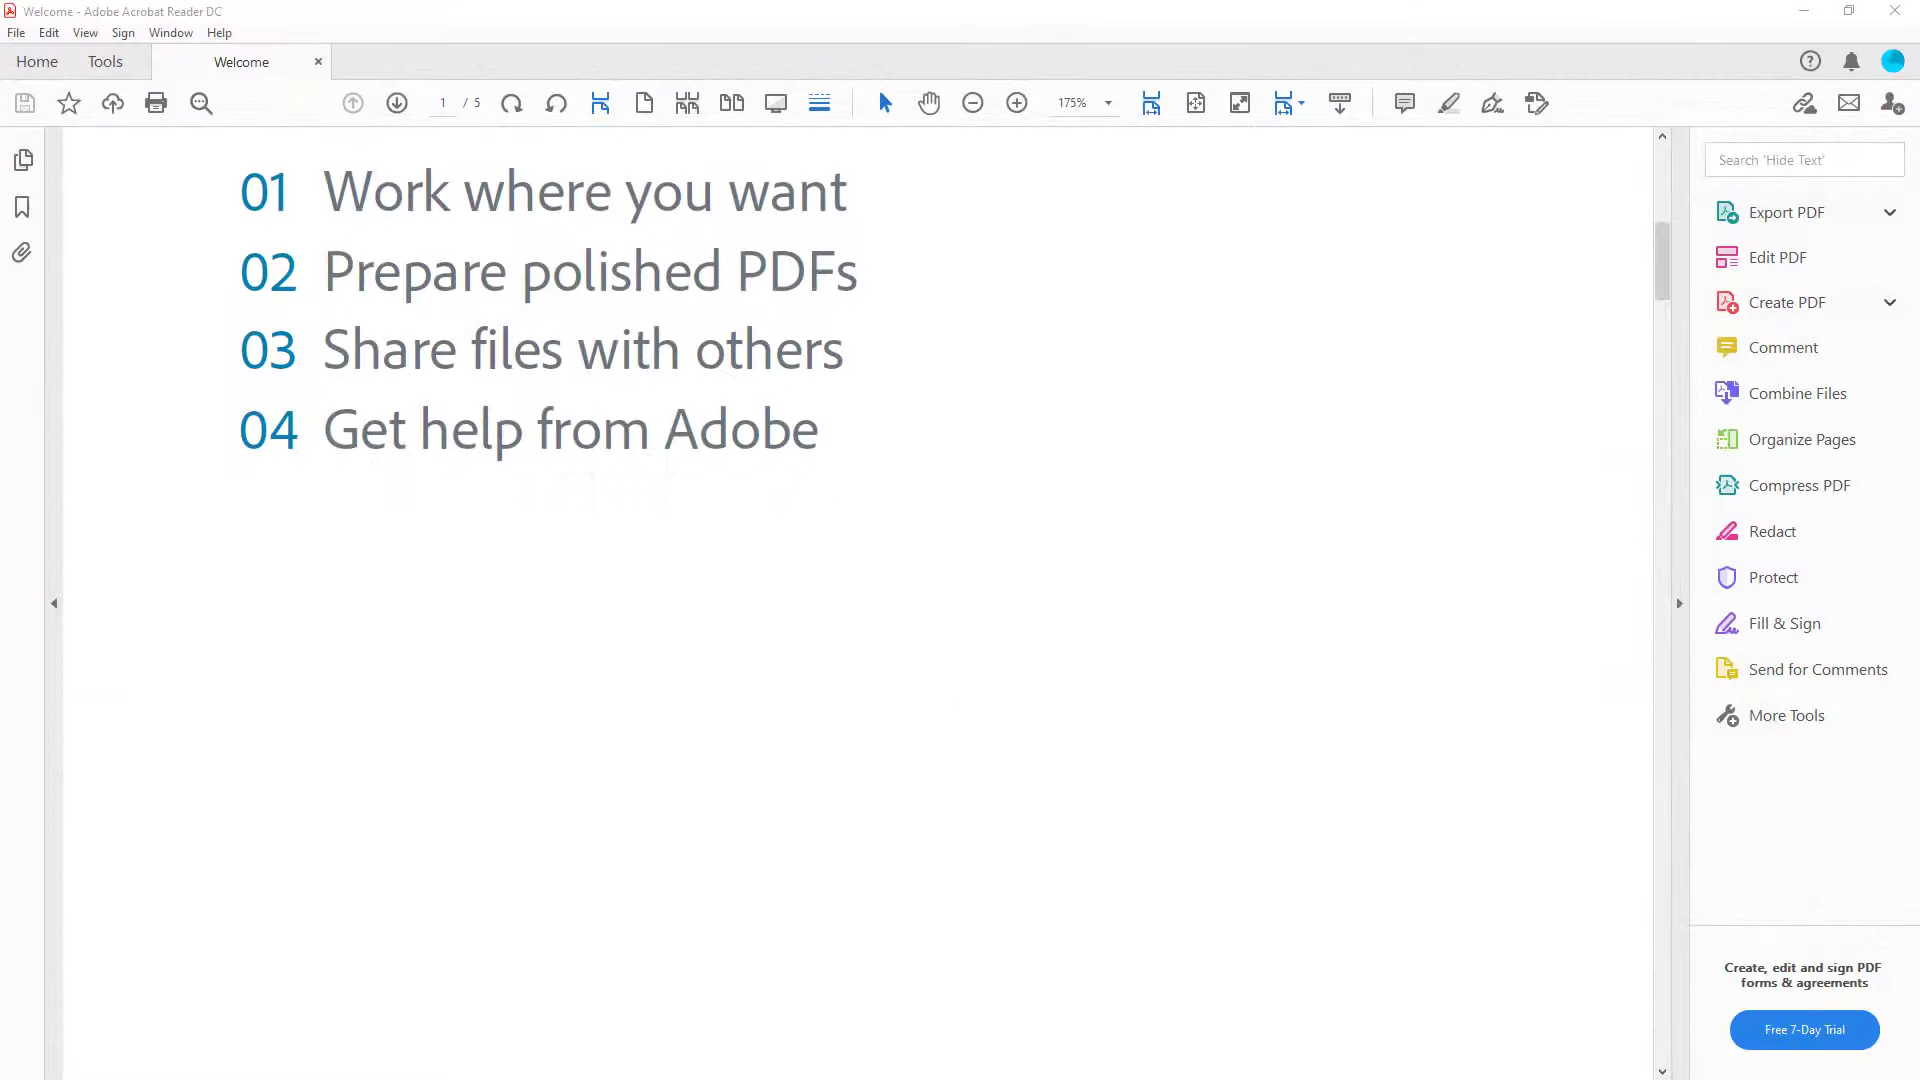 Welcome - Adobe Acrobat Reader DC
File Edit View Sign Window Help
Home Tools Welcome
1 / 5 175%
01 Work where you want
02 Prepare polished PDFs
03 Share files with others
04 Get help from Adobe
Search 'Hide Text'
Export PDF
Edit PDF
Create PDF
Comment
Combine Files
Organize Pages
Compress PDF
Redact
Protect
Fill & Sign
Send for Comments
More Tools
Create, edit and sign PDF
forms & agreements
Free 7-Day Trial